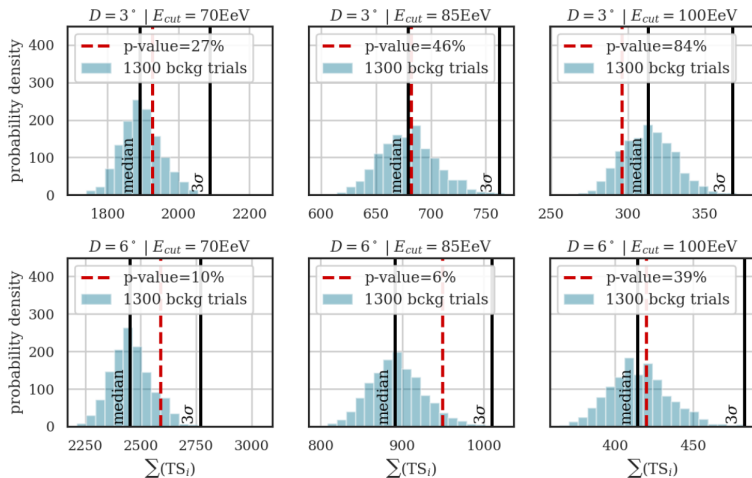 D = 3° | E_cut = 70EeV
D = 3° | E_cut = 85EeV
D = 3° | E_cut = 100EeV
probability density
400
300
200
100
0
p-value=27%
1300 bckg trials
median
3σ
1800 2000 2200
p-value=46%
1300 bckg trials
median
3σ
600 650 700 750
p-value=84%
1300 bckg trials
median
3σ
250 300 350
D = 6° | E_cut = 70EeV
D = 6° | E_cut = 85EeV
D = 6° | E_cut = 100EeV
probability density
400
300
200
100
0
p-value=10%
1300 bckg trials
median
3σ
2250 2500 2750 3000
∑(TS_i)
p-value=6%
1300 bckg trials
median
3σ
800 900 1000
∑(TS_i)
p-value=39%
1300 bckg trials
median
3σ
400 450
∑(TS_i)